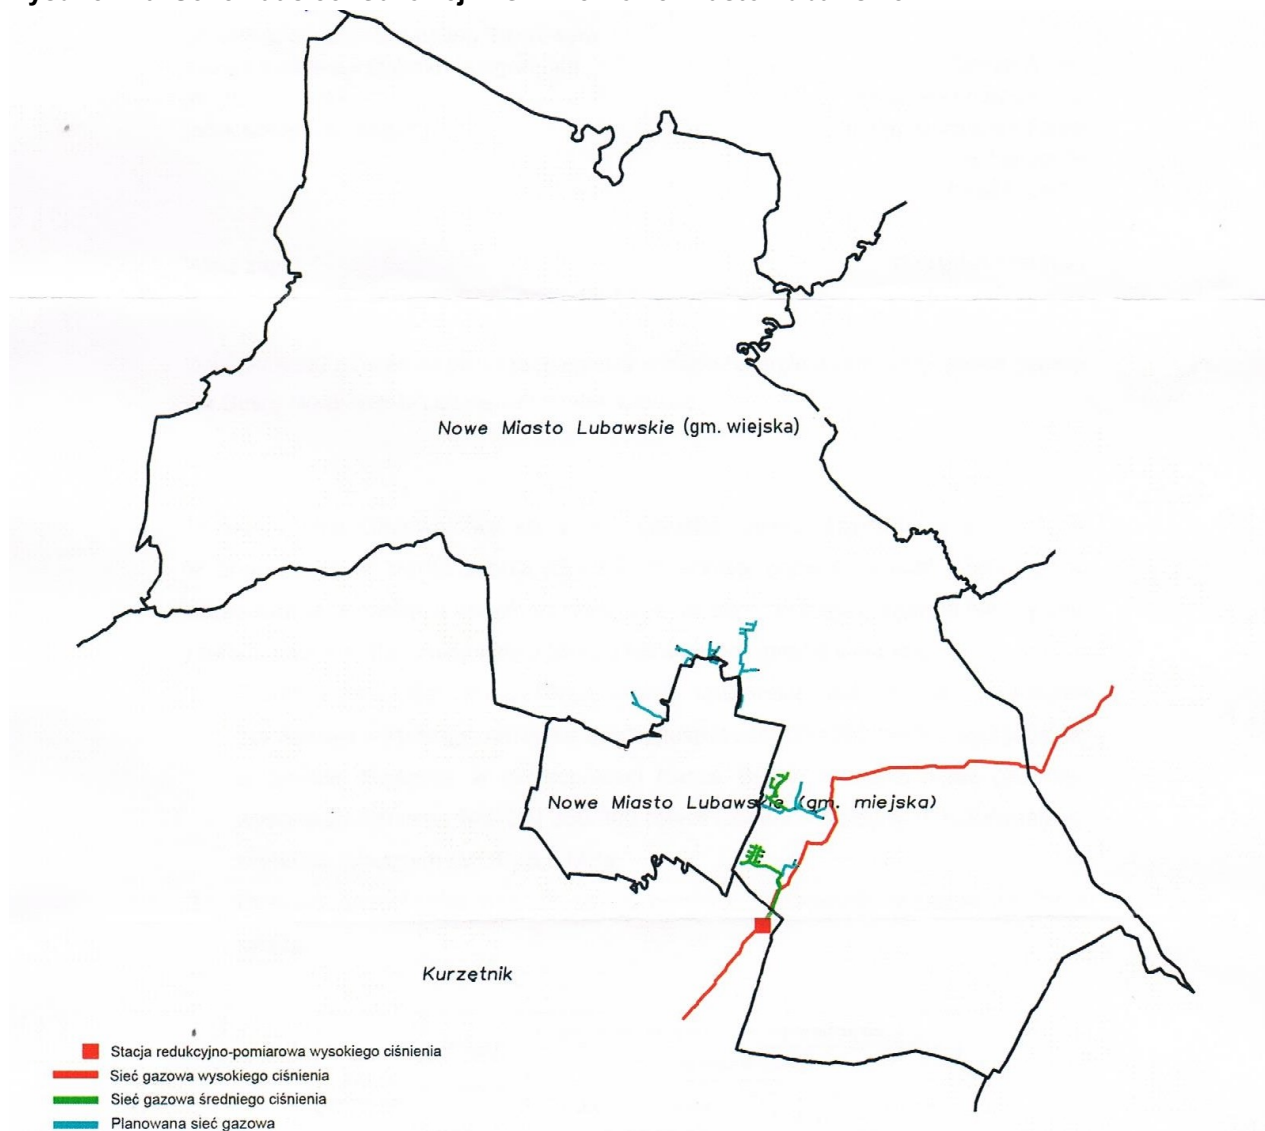 Nowe Miasto Lubawskie (gm. wiejska)
Nowe Miasto Lubawskie (gm. miejska)
Kurzętnik
Stacja redukcyjno-pomiarowa wysokiego ciśnienia
Sieć gazowa wysokiego ciśnienia
Sieć gazowa średniego ciśnienia
Planowana sieć gazowa